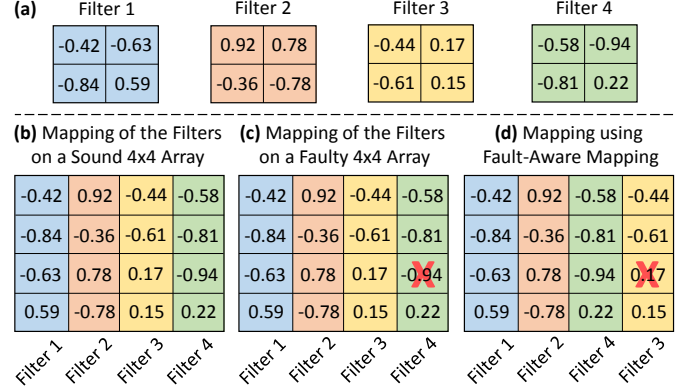 (a) Filter 1 Filter 2 Filter 3 Filter 4
-0.42 -0.63 0.92 0.78 -0.44 0.17 -0.58 -0.94
-0.84 0.59 -0.36 -0.78 -0.61 0.15 -0.81 0.22
(b) Mapping of the Filters
on a Sound 4x4 Array
(c) Mapping of the Filters
on a Faulty 4x4 Array
(d) Mapping using
Fault-Aware Mapping
-0.42 0.92 -0.44 -0.58
-0.84 -0.36 -0.61 -0.81
-0.63 0.78 0.17 -0.94
0.59 -0.78 0.15 0.22
Filter 1 Filter 2 Filter 3 Filter 4
-0.42 0.92 -0.44 -0.58
-0.84 -0.36 -0.61 -0.81
-0.63 0.78 0.17 -0.94
0.59 -0.78 0.15 0.22
Filter 1 Filter 2 Filter 3 Filter 4
-0.42 0.92 -0.58 -0.44
-0.84 -0.36 -0.81 -0.61
-0.63 0.78 -0.94 0.17
0.59 -0.78 0.22 0.15
Filter 1 Filter 2 Filter 4 Filter 3